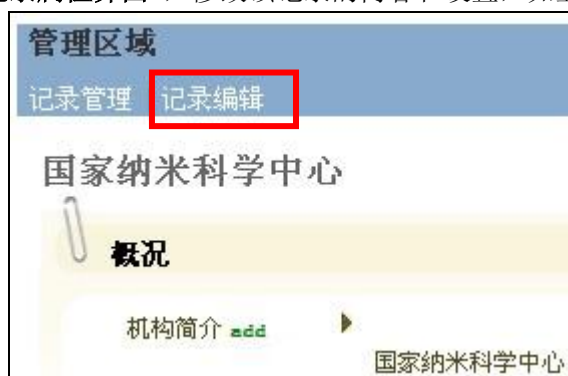 管理区域
记录管理 记录编辑
国家纳米科学中心
概况
机构简介 add
国家纳米科学中心